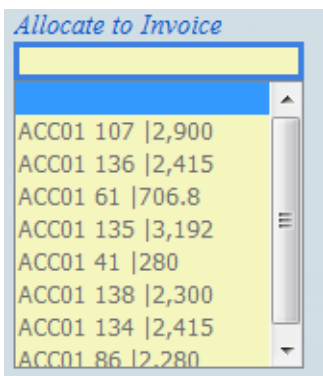 Allocate to Invoice
ACC01 107 |2,900
ACC01 136 |2,415
ACC01 61 |706.8
ACC01 135 |3,192
ACC01 41 |280
ACC01 138 |2,300
ACC01 134 |2,415
ACC01 86 |2,280